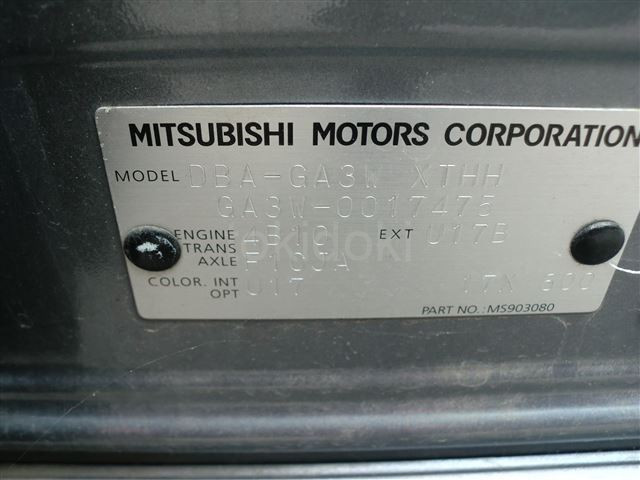 MITSUBISHI MOTORS CORPORATION
MODEL DBA-GA3W XTHH
GA3W-0017475
ENGINE 4B10 EXT U17B
TRANS
AXLE F1CJA
COLOR. INT
OPT U17 17X 600
PART NO.: MS903080